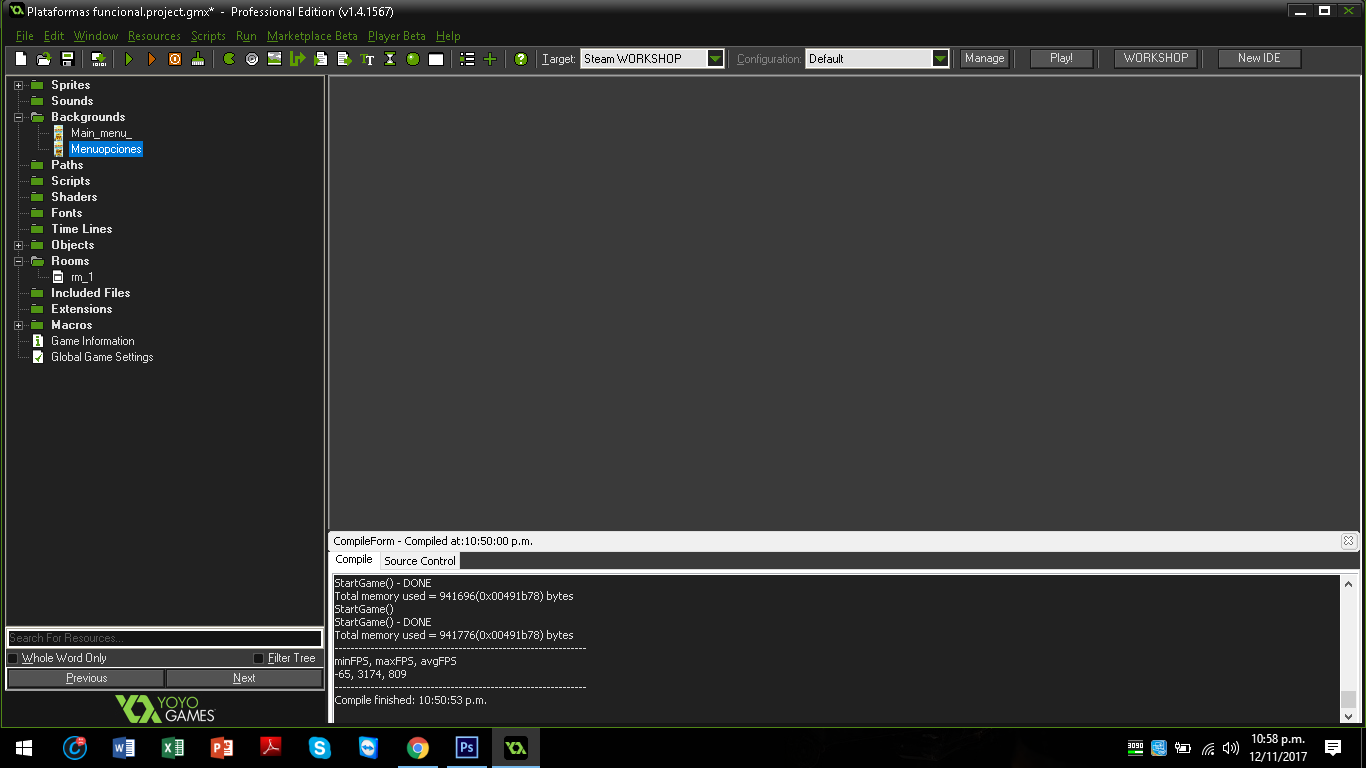 Plataformas funcional.project.gmx* - Professional Edition (v1.4.1567)
File Edit Window Resources Scripts Run Marketplace Beta Player Beta Help
Target: Steam WORKSHOP Configuration: Default Manage Play! WORKSHOP New IDE
Sprites
Sounds
Backgrounds
Main_menu_
Menuopciones
Paths
Scripts
Shaders
Fonts
Time Lines
Objects
Rooms
rm_1
Included Files
Extensions
Macros
Game Information
Global Game Settings
Search For Resources...
Whole Word Only Filter Tree
Previous Next
YOYO
GAMES
CompileForm - Compiled at:10:50:00 p.m.
Compile Source Control
StartGame() - DONE
Total memory used = 941696(0x00491b78) bytes
StartGame()
StartGame() - DONE
Total memory used = 941776(0x00491b78) bytes
---------------------------------------------------------------
minFPS, maxFPS, avgFPS
-65, 3174, 809
---------------------------------------------------------------
Compile finished: 10:50:53 p.m.
Ps
3090
10:58 p.m.
12/11/2017